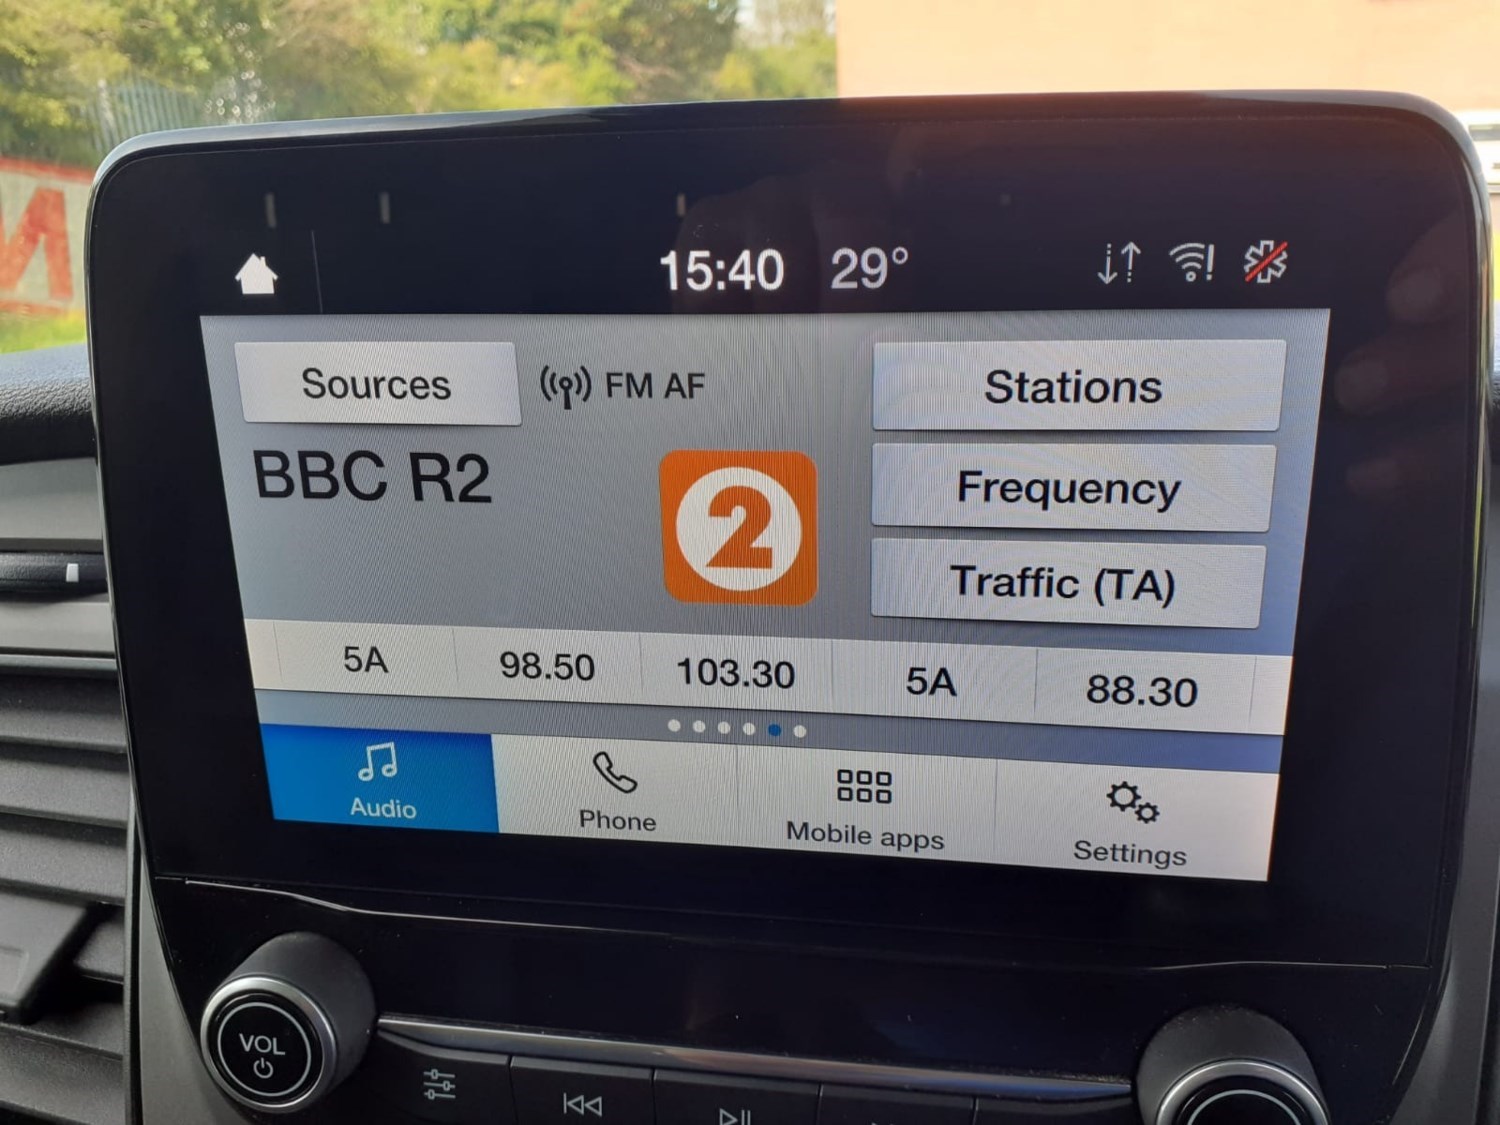 15:40 29°
Sources FM AF Stations
BBC R2
2
Frequency
Traffic (TA)
5A 98.50 103.30 5A 88.30
Audio Phone Mobile apps Settings
VOL